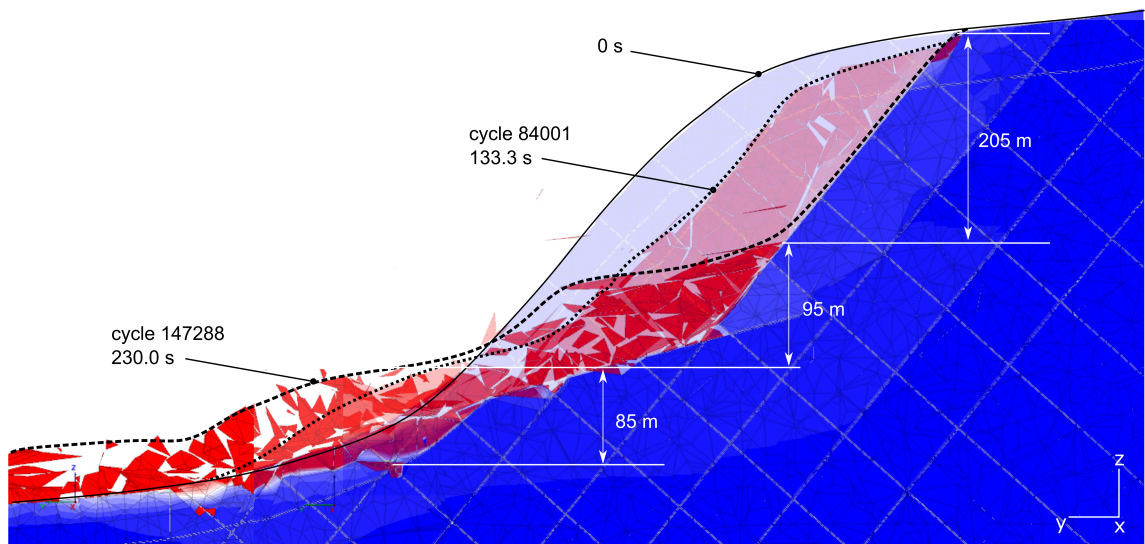 0 s
cycle 84001
133.3 s
205 m
95 m
cycle 147288
230.0 s
85 m
z
y
x
z
x